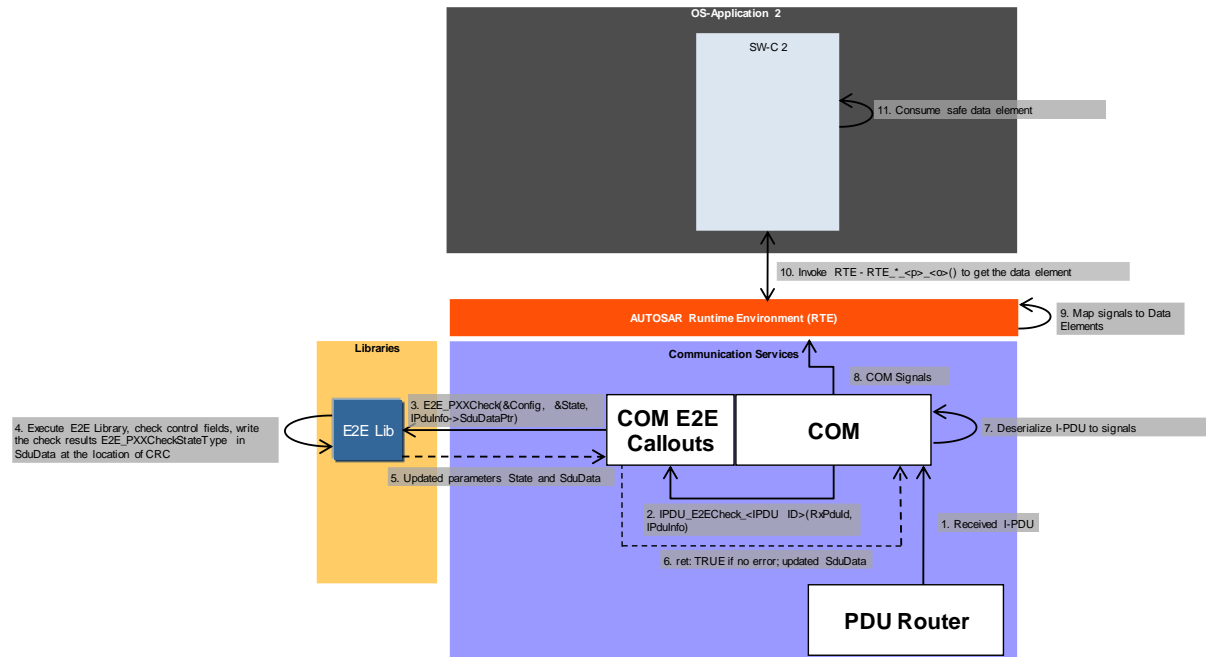 OS-Application 2
SW-C 2
11. Consume safe data element
10. Invoke RTE - RTE_*_<p>_<o>() to get the data element
AUTOSAR Runtime Environment (RTE)
9. Map signals to Data
Elements
Libraries
Communication Services
8. COM Signals
3. E2E_PXXCheck(&Config, &State,
IPduInfo->SduDataPtr)
4. Execute E2E Library, check control fields, write
the check results E2E_PXXCheckStateType in
SduData at the location of CRC
E2E Lib
COM E2E
Callouts
COM
7. Deserialize I-PDU to signals
5. Updated parameters State and SduData
2. IPDU_E2ECheck_<IPDU ID>(RxPduId,
IPduInfo)
1. Received I-PDU
6. ret: TRUE if no error; updated SduData
PDU Router